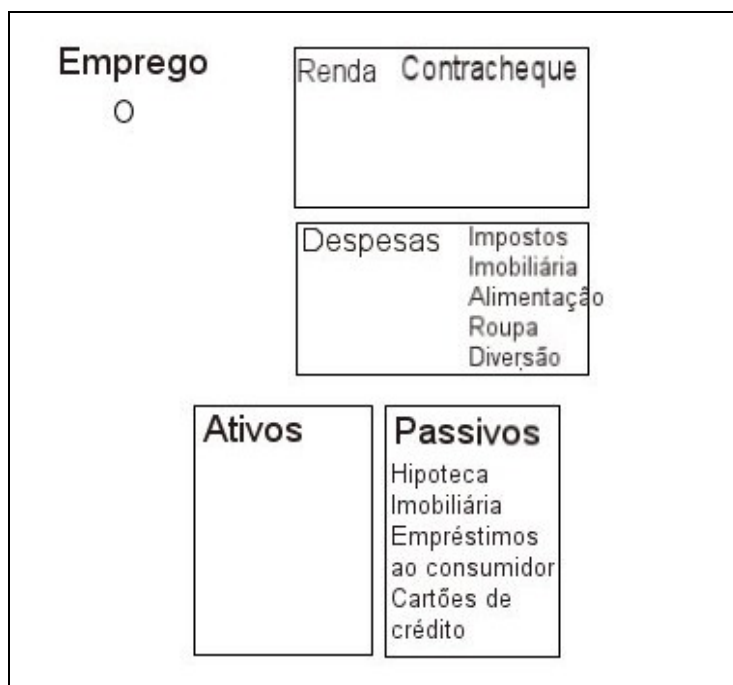 Emprego
O
Renda Contracheque
Despesas Impostos
Imobiliária
Alimentação
Roupa
Diversão
Ativos
Passivos
Hipoteca
Imobiliária
Empréstimos
ao consumidor
Cartões de
crédito